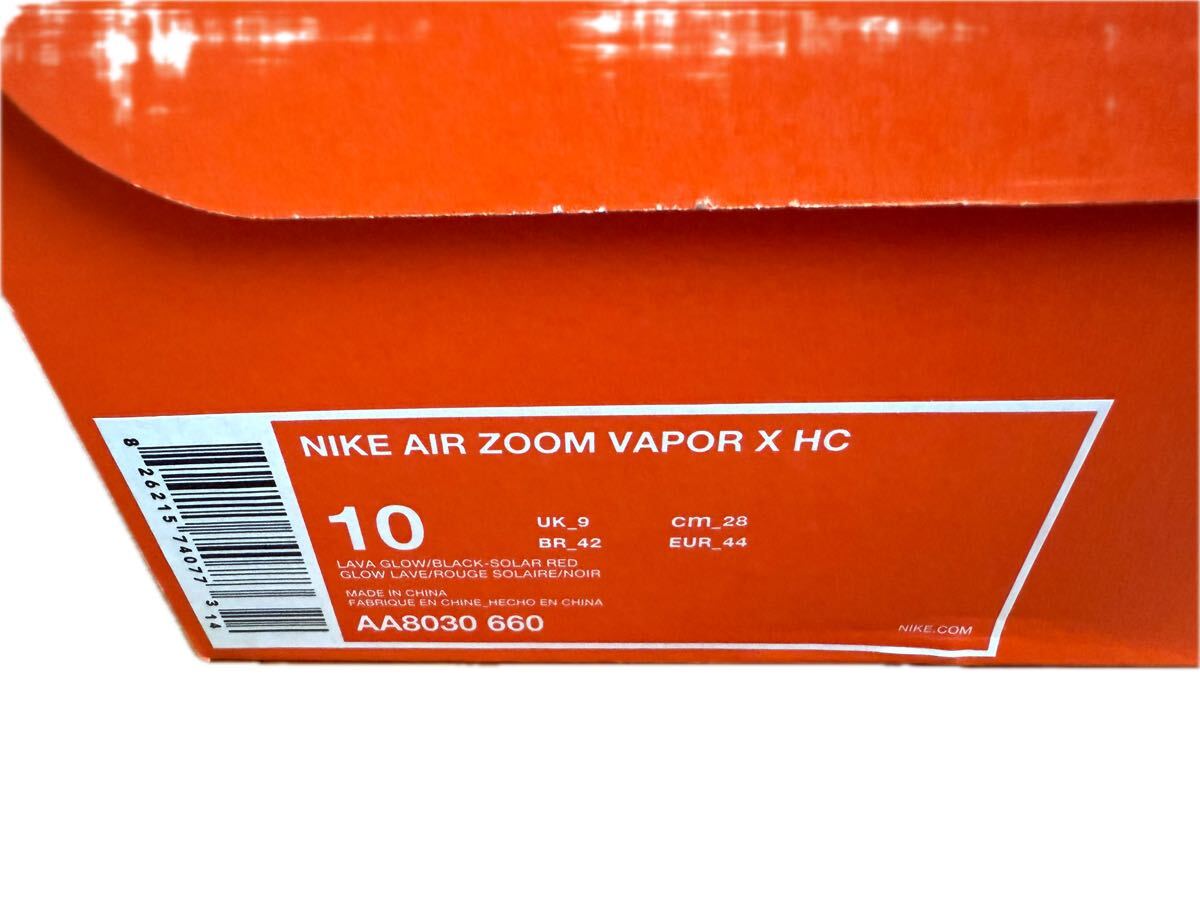 NIKE AIR ZOOM VAPOR X HC
10
UK_9 cm_28
BR_42 EUR_44
LAVA GLOW/BLACK-SOLAR RED
GLOW LAVE/ROUGE SOLAIRE/NOIR
MADE IN CHINA
FABRIQUE EN CHINE_HECHO EN CHINA
AA8030 660
NIKE.COM
8 26215 74077 3 14